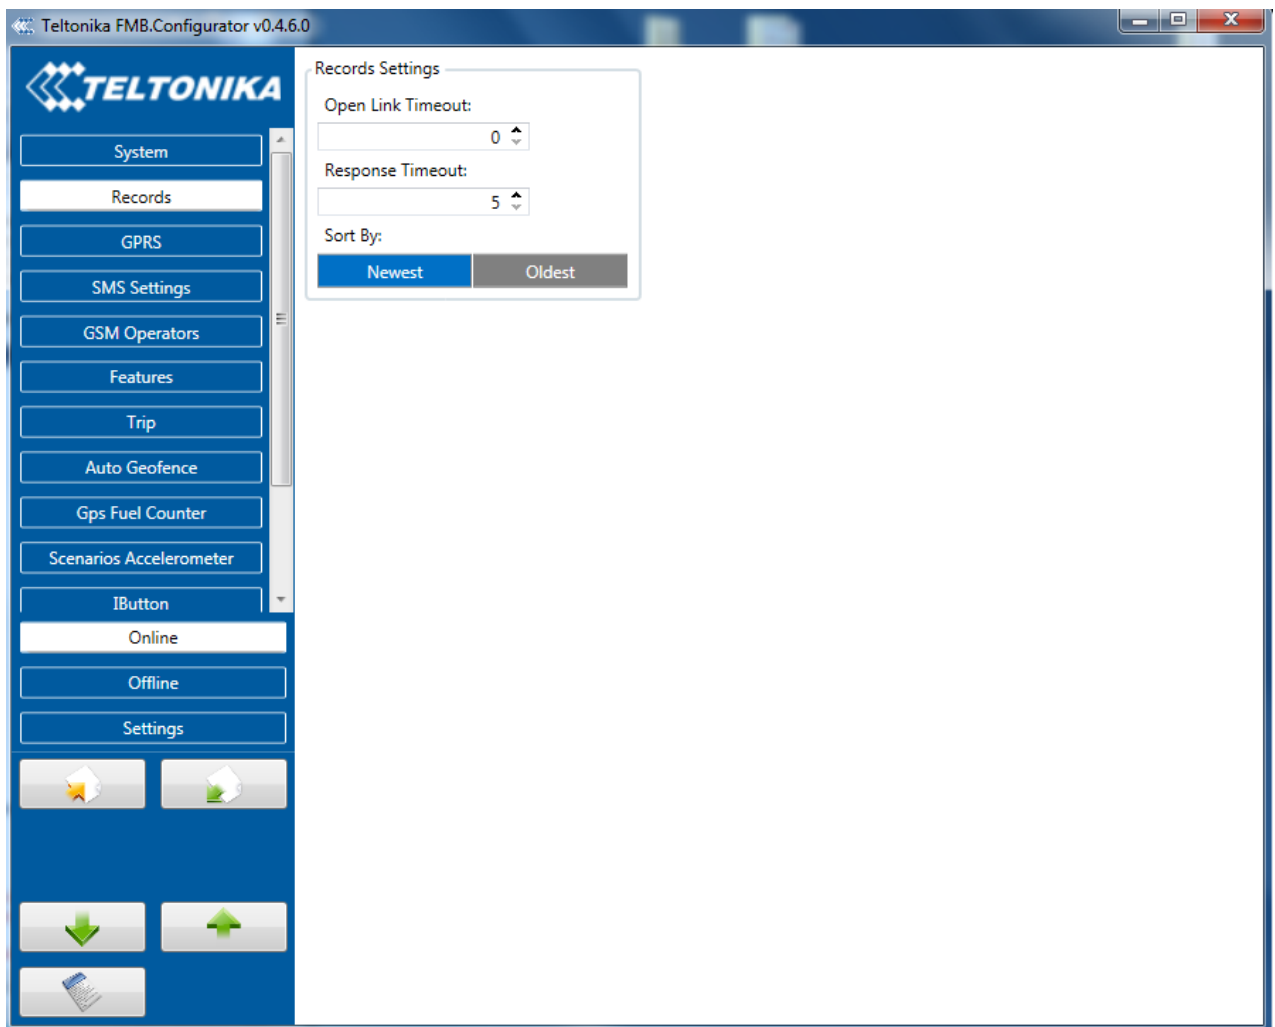 Teltonika FMB.Configurator v0.4.6.0
TELTONIKA
System
Records
GPRS
SMS Settings
GSM Operators
Features
Trip
Auto Geofence
Gps Fuel Counter
Scenarios Accelerometer
IButton
Online
Offline
Settings
Records Settings
Open Link Timeout:
0
Response Timeout:
5
Sort By:
Newest Oldest